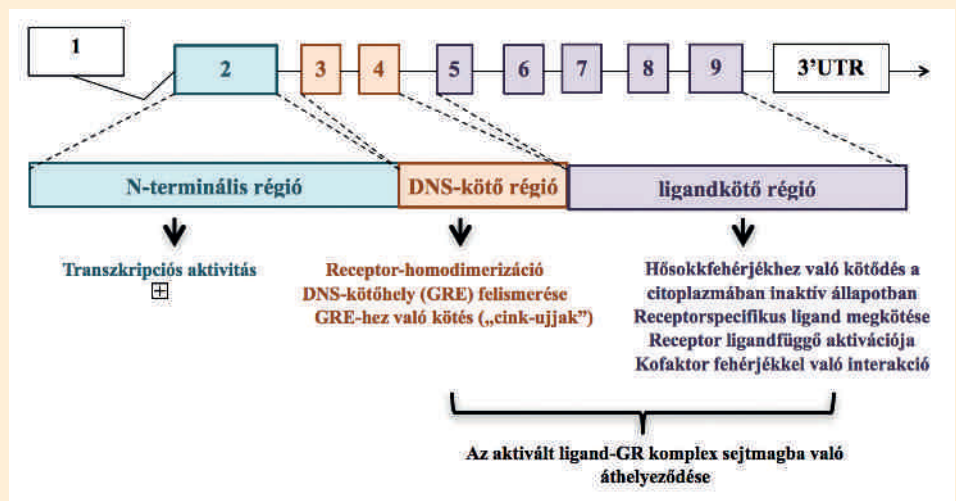 1
2
3
4
5
6
7
8
9
3’UTR
N-terminális régió
DNS-kötő régió
ligandkötő régió
Transzkripciós aktivitás
Receptor-homodimerizáció
DNS-kötőhely (GRE) felismerése
GRE-hez való kötés („cink-ujjak”)
Hősokkfehérjékhez való kötődés a
citoplazmában inaktív állapotban
Receptorspecifikus ligand megkötése
Receptor ligandfüggő aktivációja
Kofaktor fehérjékkel való interakció
Az aktivált ligand-GR komplex sejtmagba való
áthelyeződése